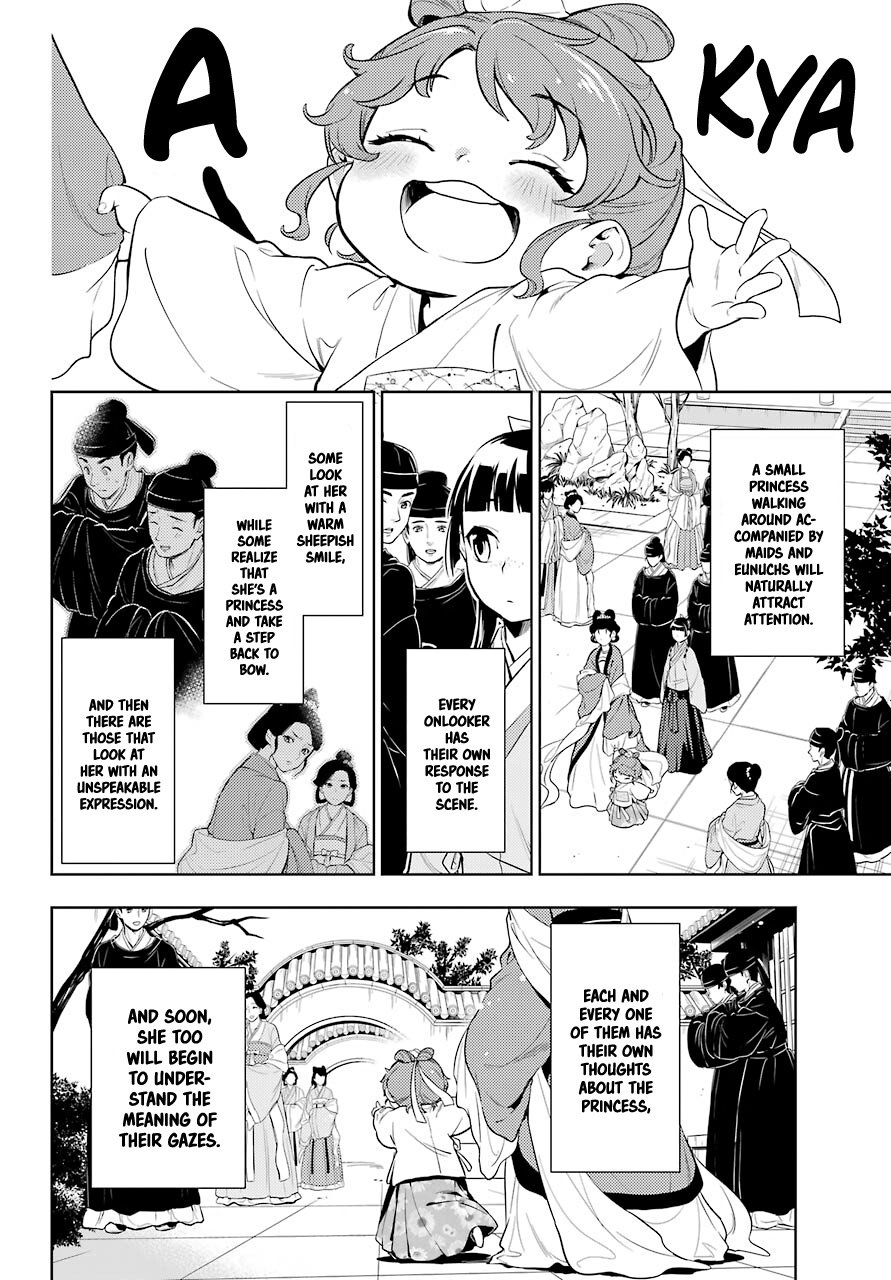 KYA
A
A SMALL
PRINCESS
WALKING
AROUND AC-
COMPANIED BY
MAIDS AND
EUNUCHS WILL
NATURALLY
ATTRACT
ATTENTION.
EVERY
ONLOOKER
HAS
THEIR OWN
RESPONSE
TO THE
SCENE.
SOME
LOOK
AT HER
WITH A
WARM
SHEEPISH
SMILE,
WHILE
SOME
REALIZE
THAT
SHE'S A
PRINCESS
AND TAKE
A STEP
BACK TO
BOW.
AND THEN
THERE ARE
THOSE THAT
LOOK AT
HER WITH AN
UNSPEAKABLE
EXPRESSION.
EACH AND
EVERY ONE
OF THEM HAS
THEIR OWN
THOUGHTS
ABOUT THE
PRINCESS,
AND SOON,
SHE TOO
WILL BEGIN
TO UNDER-
STAND THE
MEANING OF
THEIR GAZES.